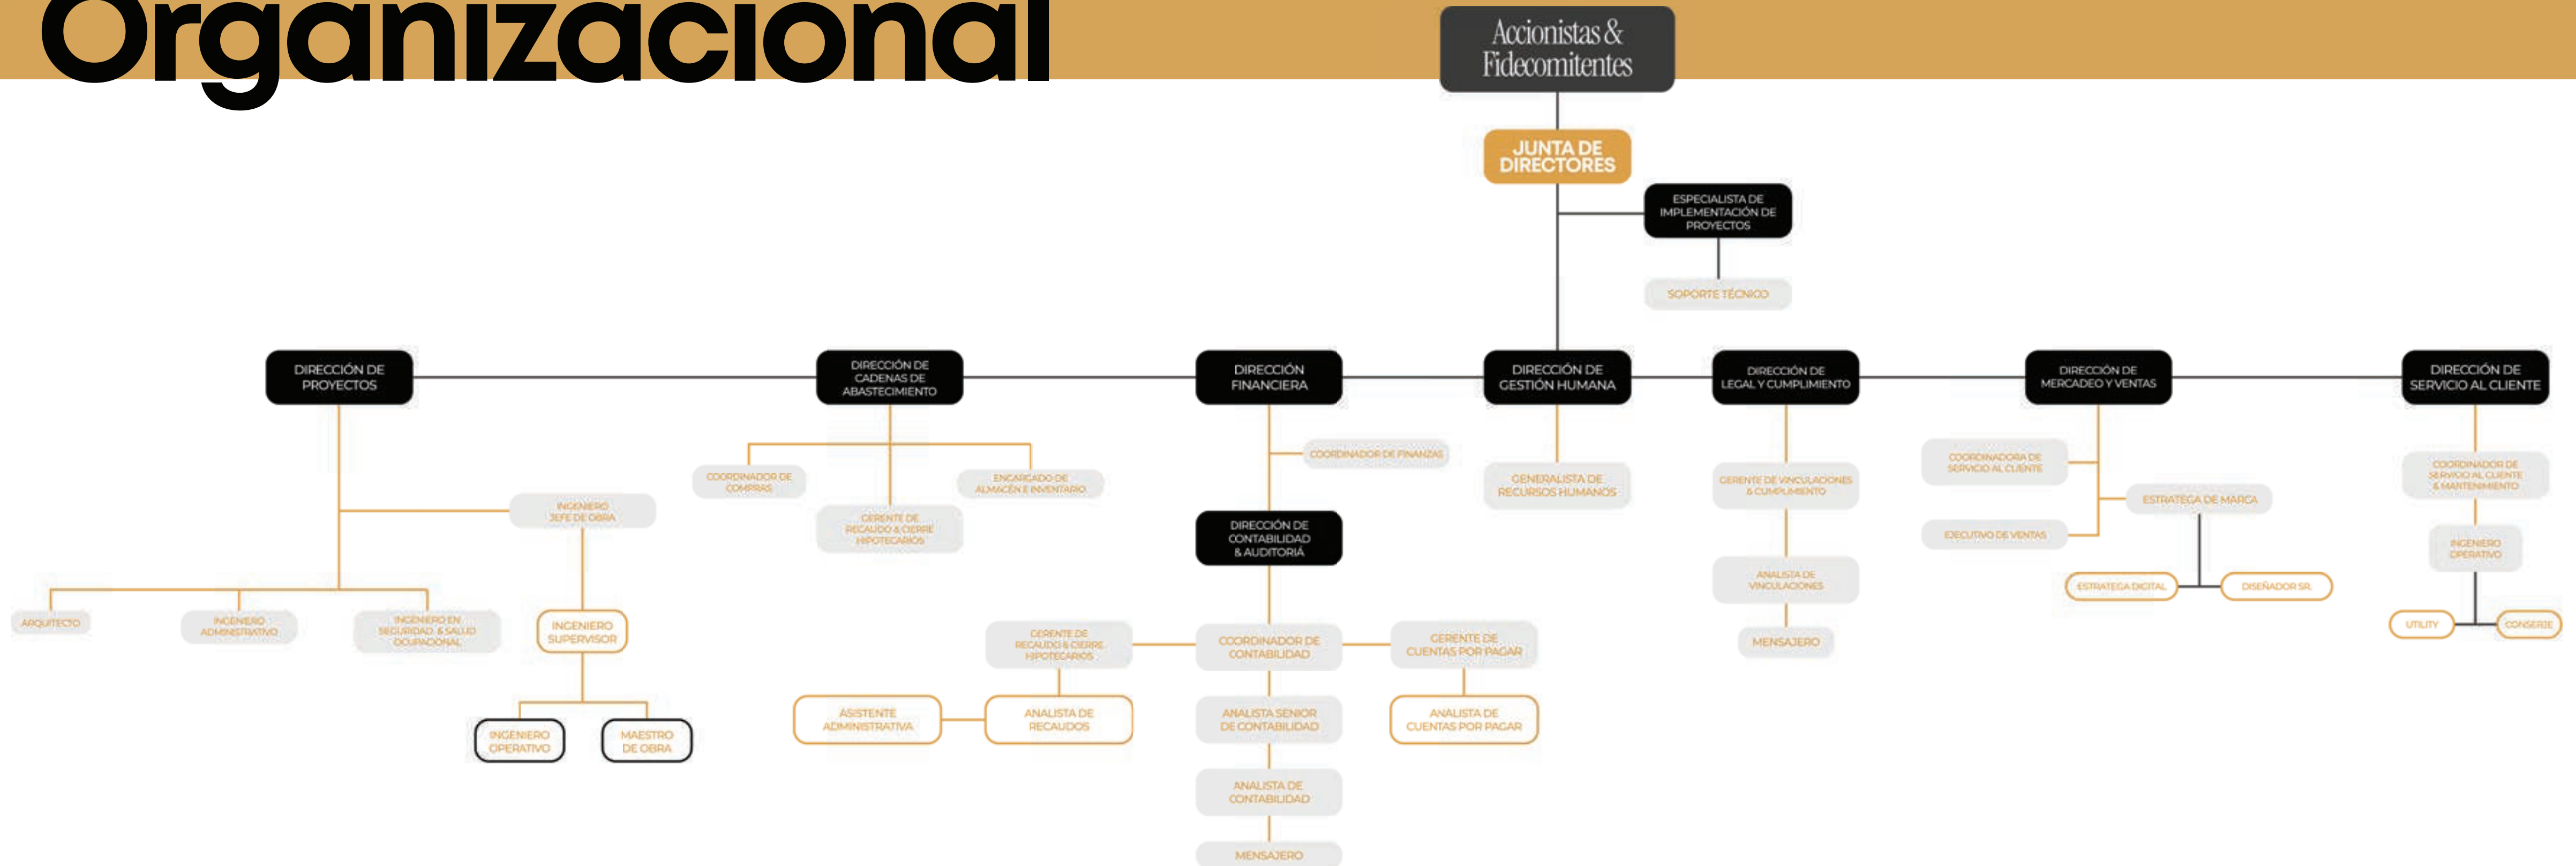 Organizacional
Accionistas &
Fidecomitentes
JUNTA DE
DIRECTORES
ESPECIALISTA DE
IMPLEMENTACIÓN DE
PROYECTOS
SOPORTE TÉCNICO
DIRECCIÓN DE
PROYECTOS
DIRECCIÓN DE
CADENAS DE
ABASTECIMIENTO
DIRECCIÓN
FINANCIERA
DIRECCIÓN DE
GESTIÓN HUMANA
DIRECCIÓN DE
LEGAL Y CUMPLIMIENTO
DIRECCIÓN DE
MERCADEO Y VENTAS
DIRECCIÓN DE
SERVICIO AL CLIENTE
INGENIERO
JEFE DE OBRA
ARQUITECTO
INGENIERO
ADMINISTRATIVO
INGENIERO EN
SEGURIDAD & SALUD
OCUPACIONAL
INGENIERO
SUPERVISOR
INGENIERO
OPERATIVO
MAESTRO
DE OBRA
COORDINADOR DE
COMPRAS
GERENTE DE
RECAUDO & CIERRE
HIPOTECARIOS
ENCARGADO DE
ALMACÉN E INVENTARIO
COORDINADOR DE FINANZAS
DIRECCIÓN DE
CONTABILIDAD
& AUDITORIÁ
GERENTE DE
RECAUDO & CIERRE
HIPOTECARIOS
COORDINADOR DE
CONTABILIDAD
GERENTE DE
CUENTAS POR PAGAR
ASISTENTE
ADMINISTRATIVA
ANALISTA DE
RECAUDOS
ANALISTA SENIOR
DE CONTABILIDAD
ANALISTA DE
CUENTAS POR PAGAR
ANALISTA DE
CONTABILIDAD
MENSAJERO
GENERALISTA DE
RECURSOS HUMANOS
GERENTE DE VINCULACIONES
& CUMPLIMIENTO
ANALISTA DE
VINCULACIONES
MENSAJERO
COORDINADORA DE
SERVICIO AL CLIENTE
ESTRATEGA DE MARCA
EJECUTIVO DE VENTAS
ESTRATEGA DIGITAL
DISEÑADOR SR.
COORDINADOR DE
SERVICIO AL CLIENTE
& MANTENIMIENTO
INGENIERO
OPERATIVO
UTILITY
CONSERJE